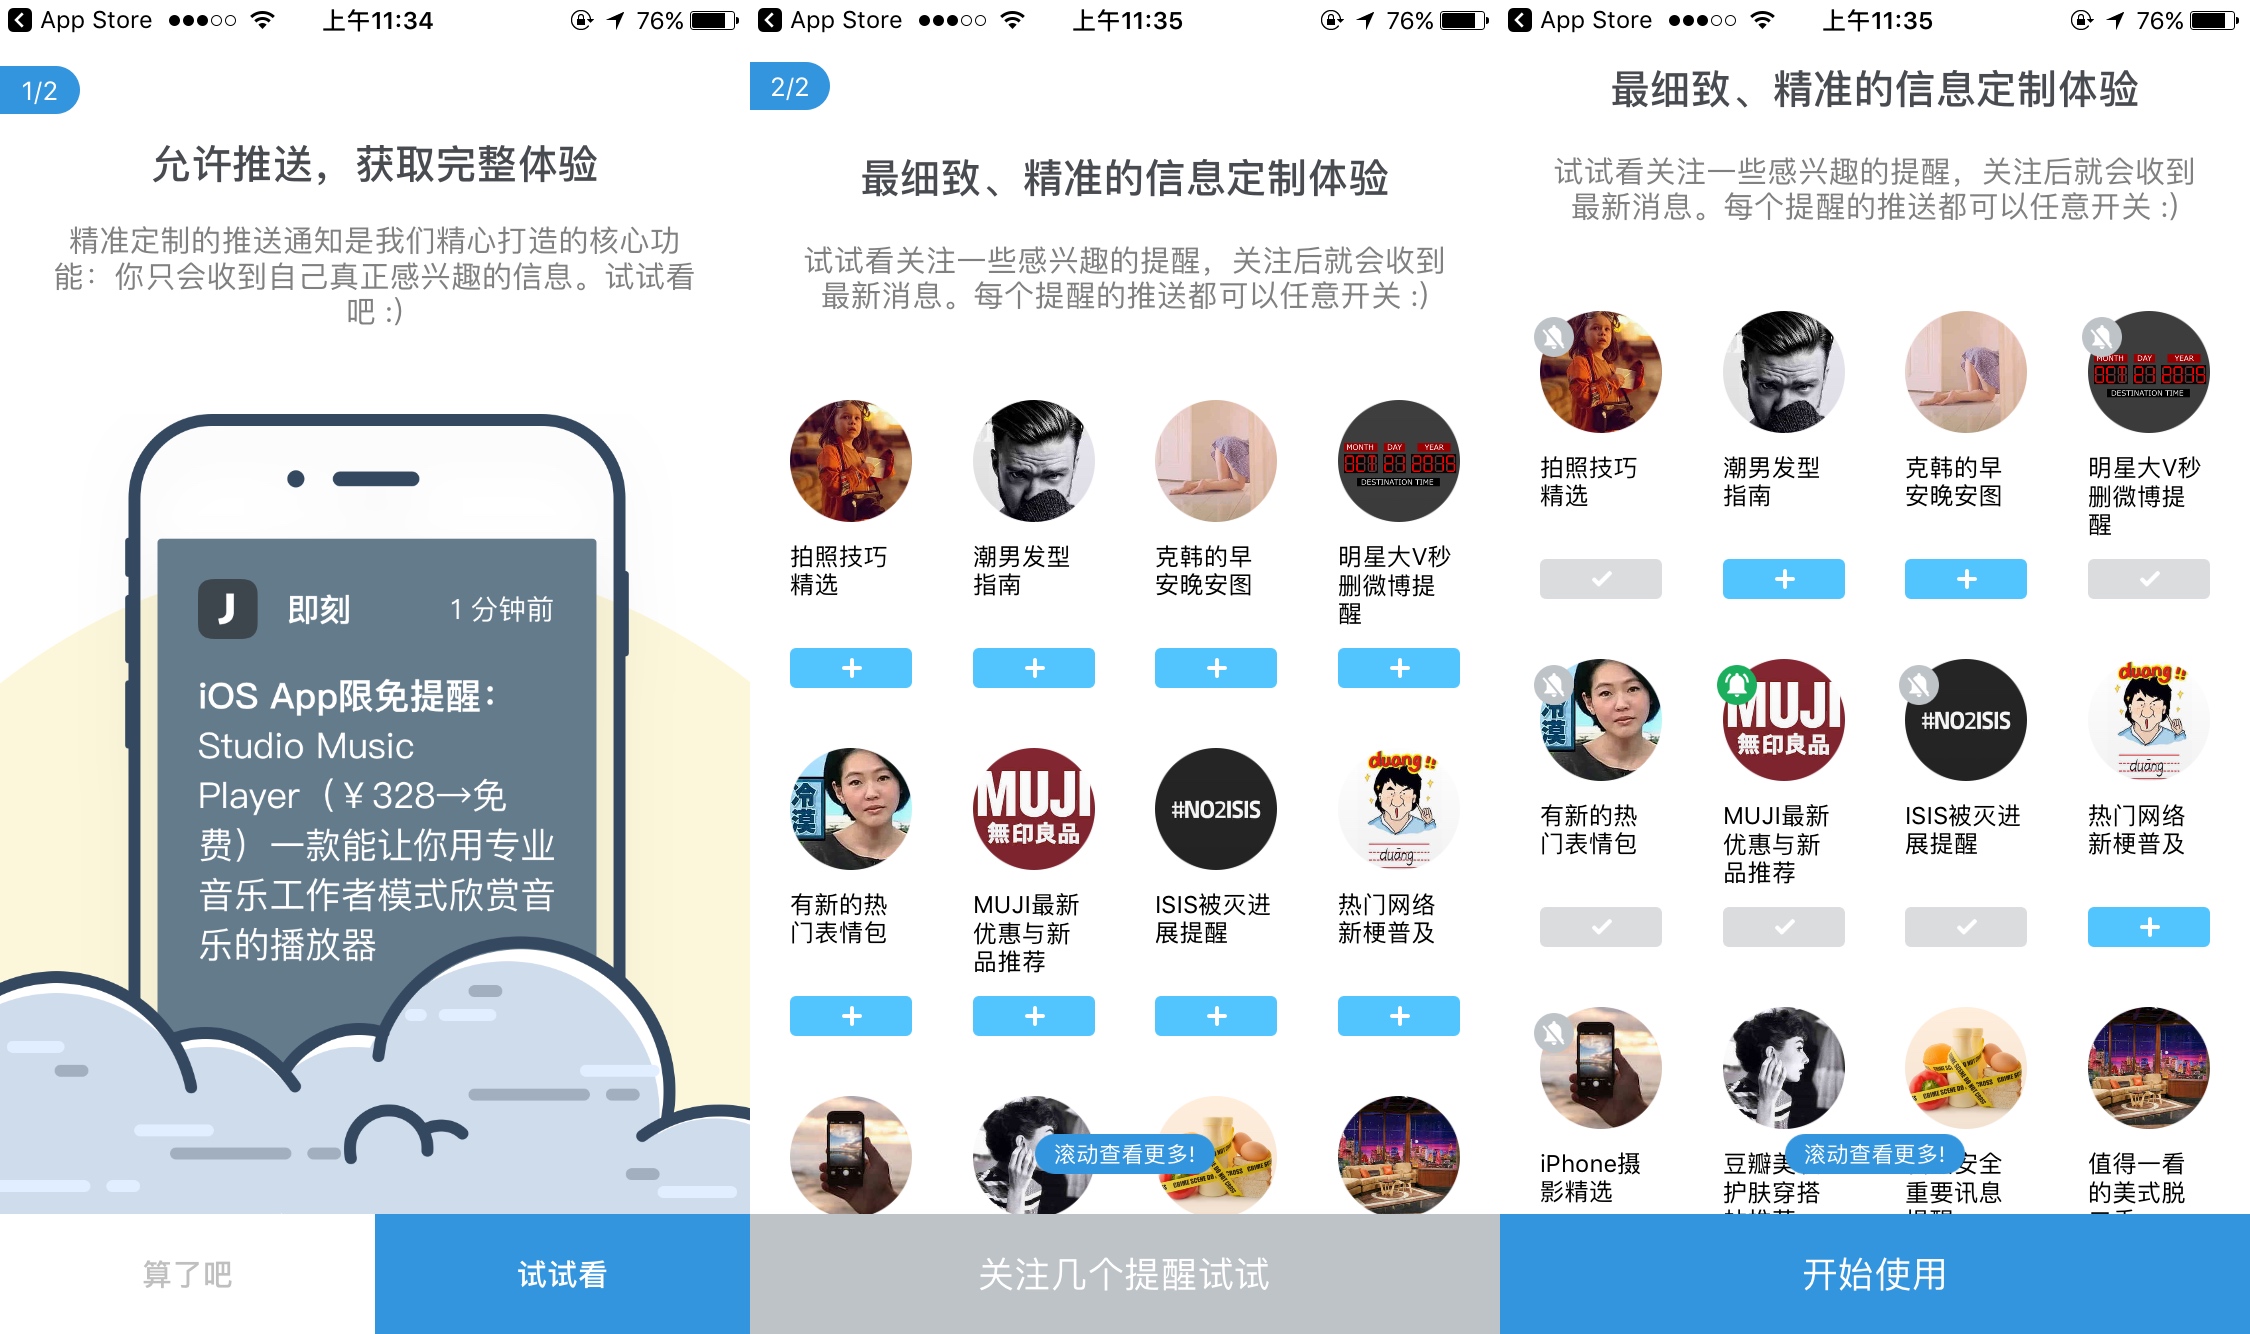 App Store
上午11:34
76%
1/2
允许推送，获取完整体验
精准定制的推送通知是我们精心打造的核心功
能：你只会收到自己真正感兴趣的信息。试试看
吧 :)
J
即刻
1 分钟前
iOS App限免提醒：
Studio Music
Player（￥328→免
费）一款能让你用专业
音乐工作者模式欣赏音
乐的播放器
算了吧
试试看
App Store
上午11:35
76%
2/2
最细致、精准的信息定制体验
试试看关注一些感兴趣的提醒，关注后就会收到
最新消息。每个提醒的推送都可以任意开关 :)
MONTH DAY YEAR
DESTINATION TIME
拍照技巧
精选
潮男发型
指南
克韩的早
安晚安图
明星大V秒
删微博提
醒
冷漠
MUJI
無印良品
#NO2ISIS
duang !!
duāng
有新的热
门表情包
MUJI最新
优惠与新
品推荐
ISIS被灭进
展提醒
热门网络
新梗普及
滚动查看更多!
关注几个提醒试试
App Store
上午11:35
76%
最细致、精准的信息定制体验
试试看关注一些感兴趣的提醒，关注后就会收到
最新消息。每个提醒的推送都可以任意开关 :)
MONTH DAY YEAR
DESTINATION TIME
拍照技巧
精选
潮男发型
指南
克韩的早
安晚安图
明星大V秒
删微博提
醒
冷漠
MUJI
無印良品
#NO2ISIS
duang !!
duāng
有新的热
门表情包
MUJI最新
优惠与新
品推荐
ISIS被灭进
展提醒
热门网络
新梗普及
iPhone摄
影精选
豆瓣美
护肤穿搭
安全
重要讯息
值得一看
的美式脱
滚动查看更多!
开始使用